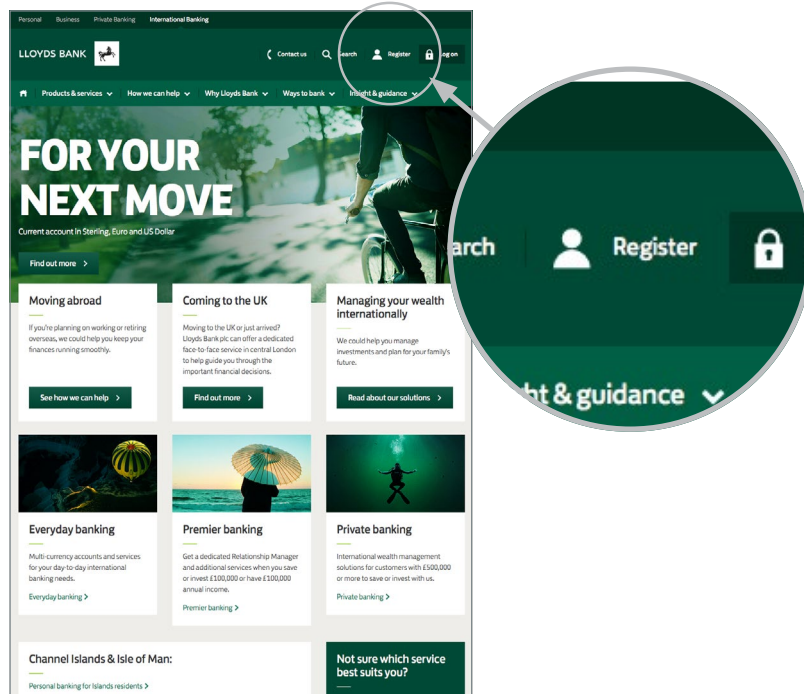 Personal Business Private Banking International Banking
LLOYDS BANK
Contact us Search Register Log on
Products & services How we can help Why Lloyds Bank Ways to bank Insight & guidance
FOR YOUR
NEXT MOVE
Current account in Sterling, Euro and US Dollar
Find out more >
Moving abroad
If you're planning on working or retiring
overseas, we could help you keep your
finances running smoothly.
See how we can help >
Coming to the UK
Moving to the UK or just arrived?
Lloyds Bank plc can offer a dedicated
face-to-face service in central London
to help guide you through the
important financial decisions.
Find out more >
Managing your wealth
internationally
We could help you manage
investments and plan for your family's
future.
Read about our solutions >
Everyday banking
Multi-currency accounts and services
for your day-to-day international
banking needs.
Everyday banking >
Premier banking
Get a dedicated Relationship Manager
and additional services when you save
or invest £100,000 or have £100,000
annual income.
Premier banking >
Private banking
International wealth management
solutions for customers with £500,000
or more to save or invest with us.
Private banking >
Channel Islands & Isle of Man:
Personal banking for Islands residents >
Not sure which service
best suits you?
arch Register
ht & guidance